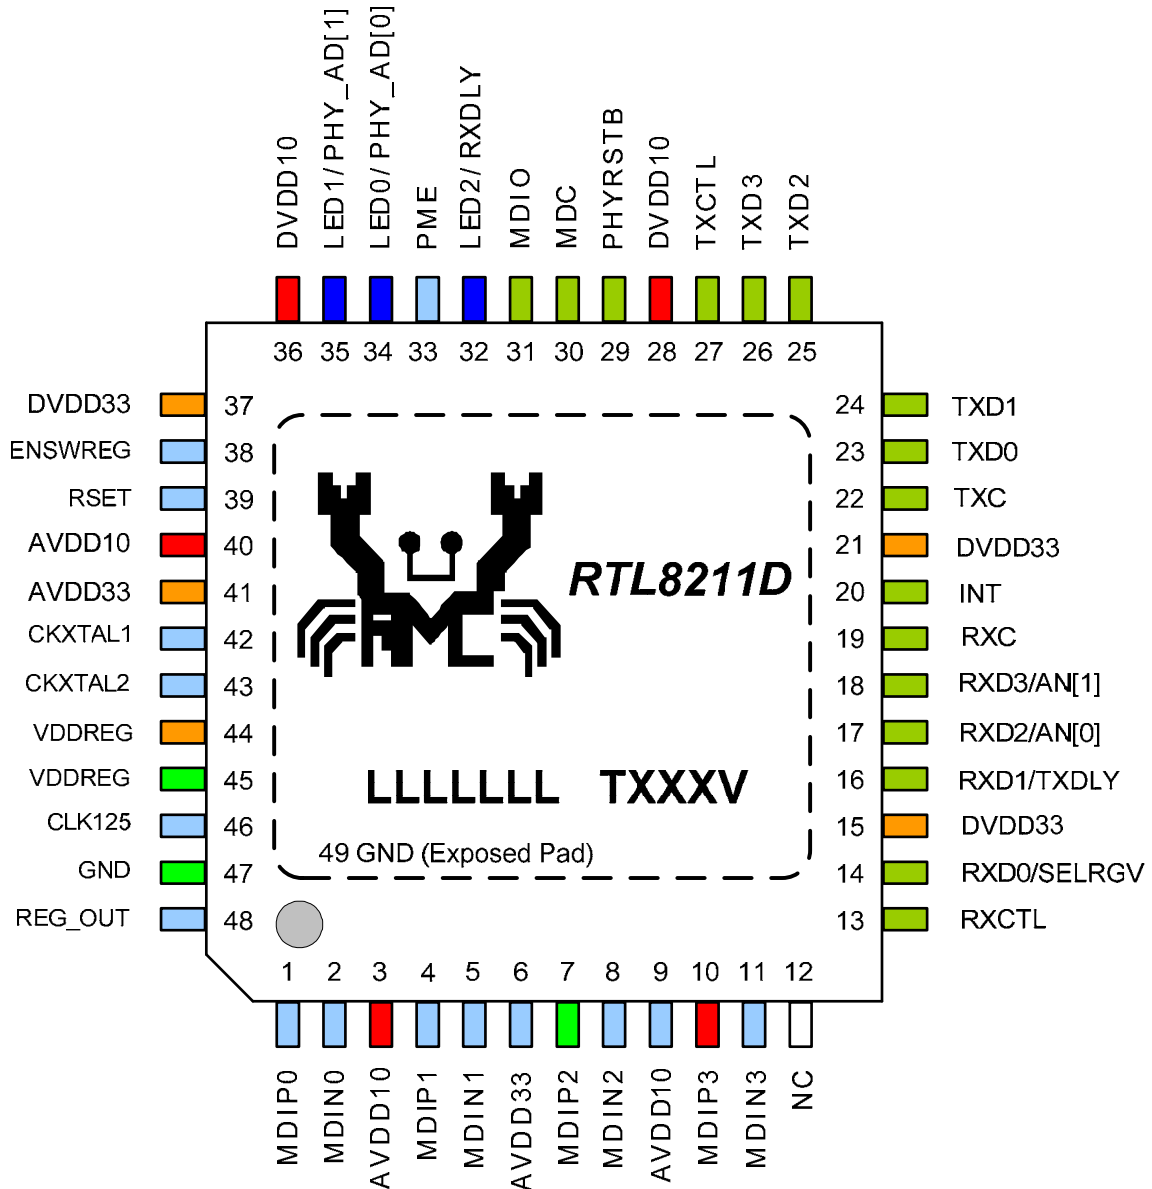 DVDD10
LED1/PHY_AD[1]
LED0/PHY_AD[0]
PME
LED2/RXDLY
MDIO
MDC
PHYRSTB
DVDD10
TXCTL
TXD3
TXD2
36 35 34 33 32 31 30 29 28 27 26 25
DVDD33 37
ENSWREG 38
RSET 39
AVDD10 40
AVDD33 41
CKXTAL1 42
CKXTAL2 43
VDDREG 44
VDDREG 45
CLK125 46
GND 47
REG_OUT 48
RTL8211D
LLLLLLL TXXXV
49 GND (Exposed Pad)
24 TXD1
23 TXD0
22 TXC
21 DVDD33
20 INT
19 RXC
18 RXD3/AN[1]
17 RXD2/AN[0]
16 RXD1/TXDLY
15 DVDD33
14 RXD0/SELRGV
13 RXCTL
1 2 3 4 5 6 7 8 9 10 11 12
MDIP0
MDIN0
AVDD10
MDIP1
MDIN1
AVDD33
MDIP2
MDIN2
AVDD10
MDIP3
MDIN3
NC